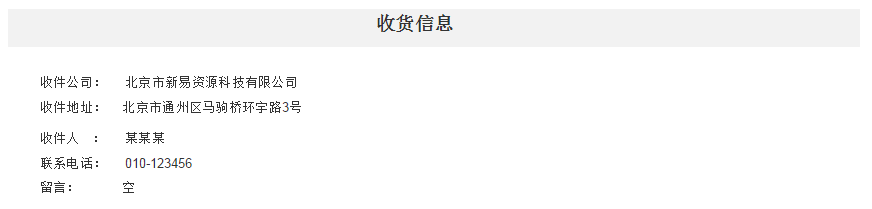 收货信息
收件公司： 北京市新易资源科技有限公司
收件地址： 北京市通州区马驹桥环宇路3号
收件人 ： 某某某
联系电话： 010-123456
留言： 空